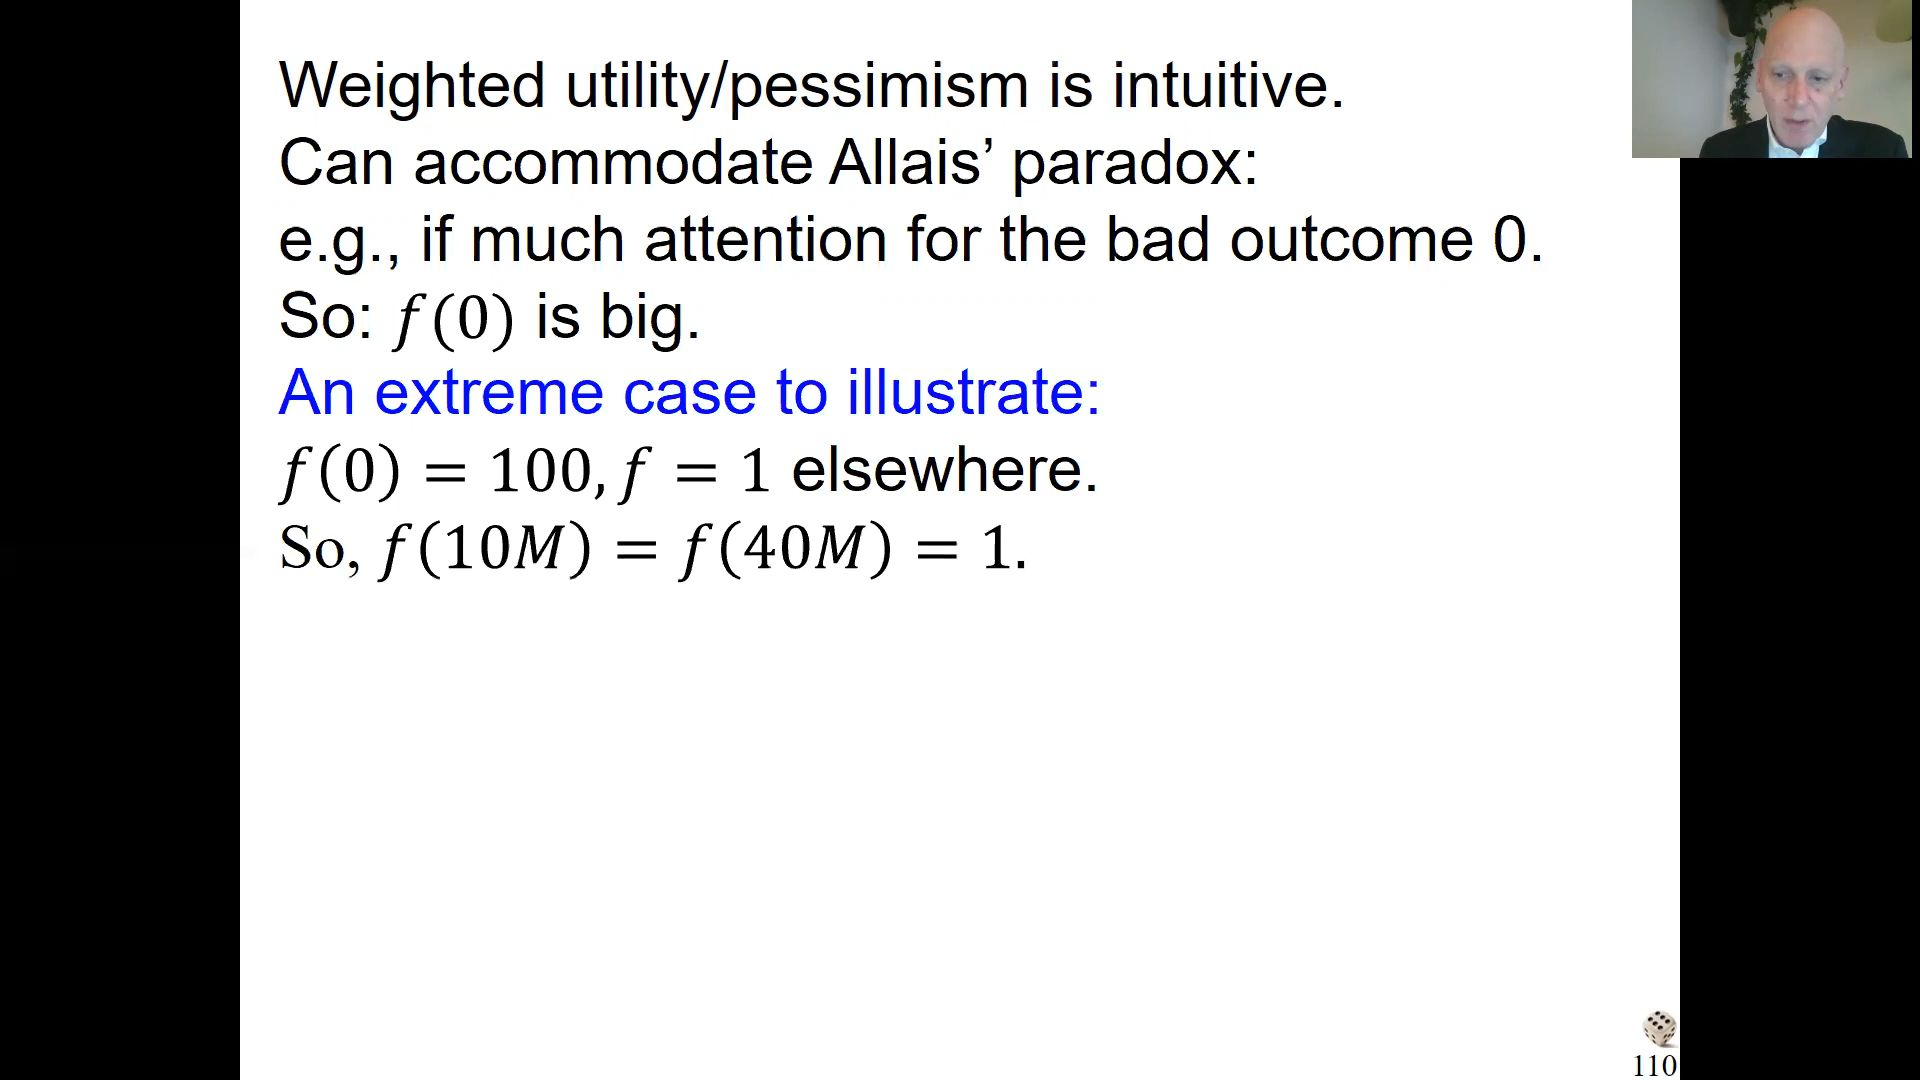 Weighted utility/pessimism is intuitive.
Can accommodate Allais’ paradox:
e.g., if much attention for the bad outcome 0.
So: f(0) is big.
An extreme case to illustrate:
f(0) = 100, f = 1 elsewhere.
So, f(10M) = f(40M) = 1.
110